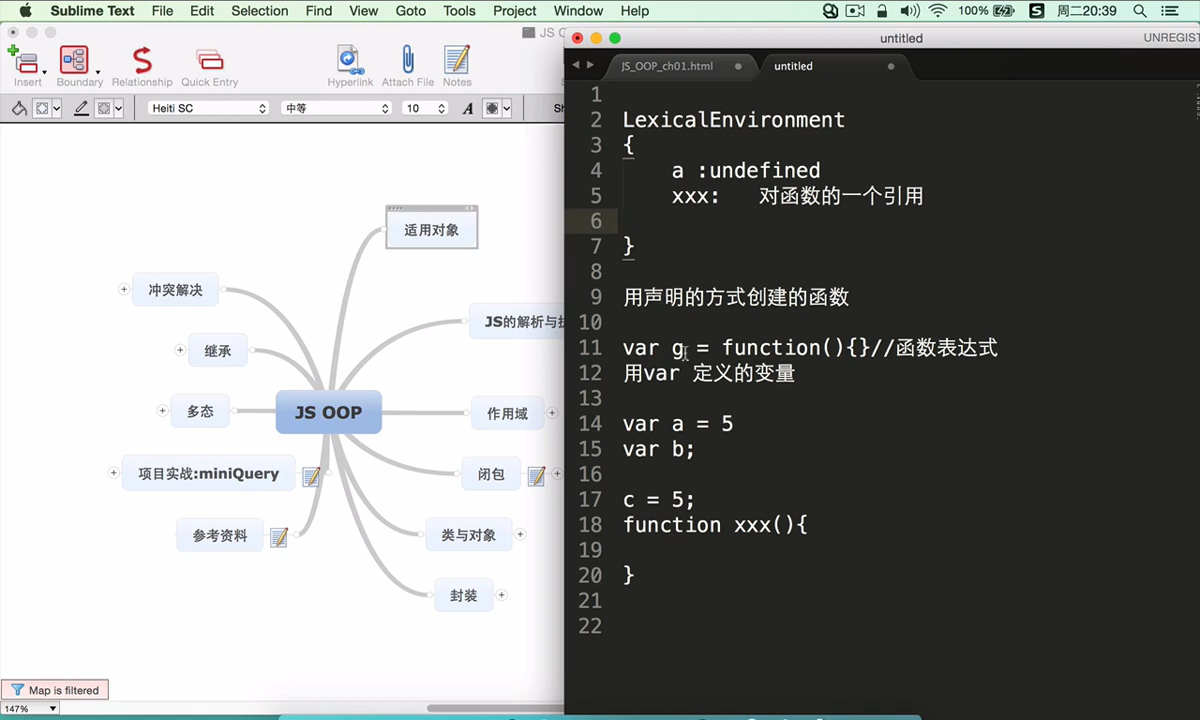 Sublime Text File Edit Selection Find View Goto Tools Project Window Help 100% 周二20:39
JS O
Insert Boundary Relationship Quick Entry Hyperlink Attach File Notes
Heiti SC 中等 10 A Sh
适用对象
冲突解决
JS的解析与执
继承
JS OOP
多态
作用域
项目实战:miniQuery
闭包
参考资料
类与对象
封装
Map is filtered
147%
untitled UNREGIST
JS_OOP_ch01.html untitled
1
2 LexicalEnvironment
3 {
4 a :undefined
5 xxx: 对函数的一个引用
6
7 }
8
9 用声明的方式创建的函数
10
11 var g = function(){}//函数表达式
12 用var 定义的变量
13
14 var a = 5
15 var b;
16
17 c = 5;
18 function xxx(){
19
20 }
21
22